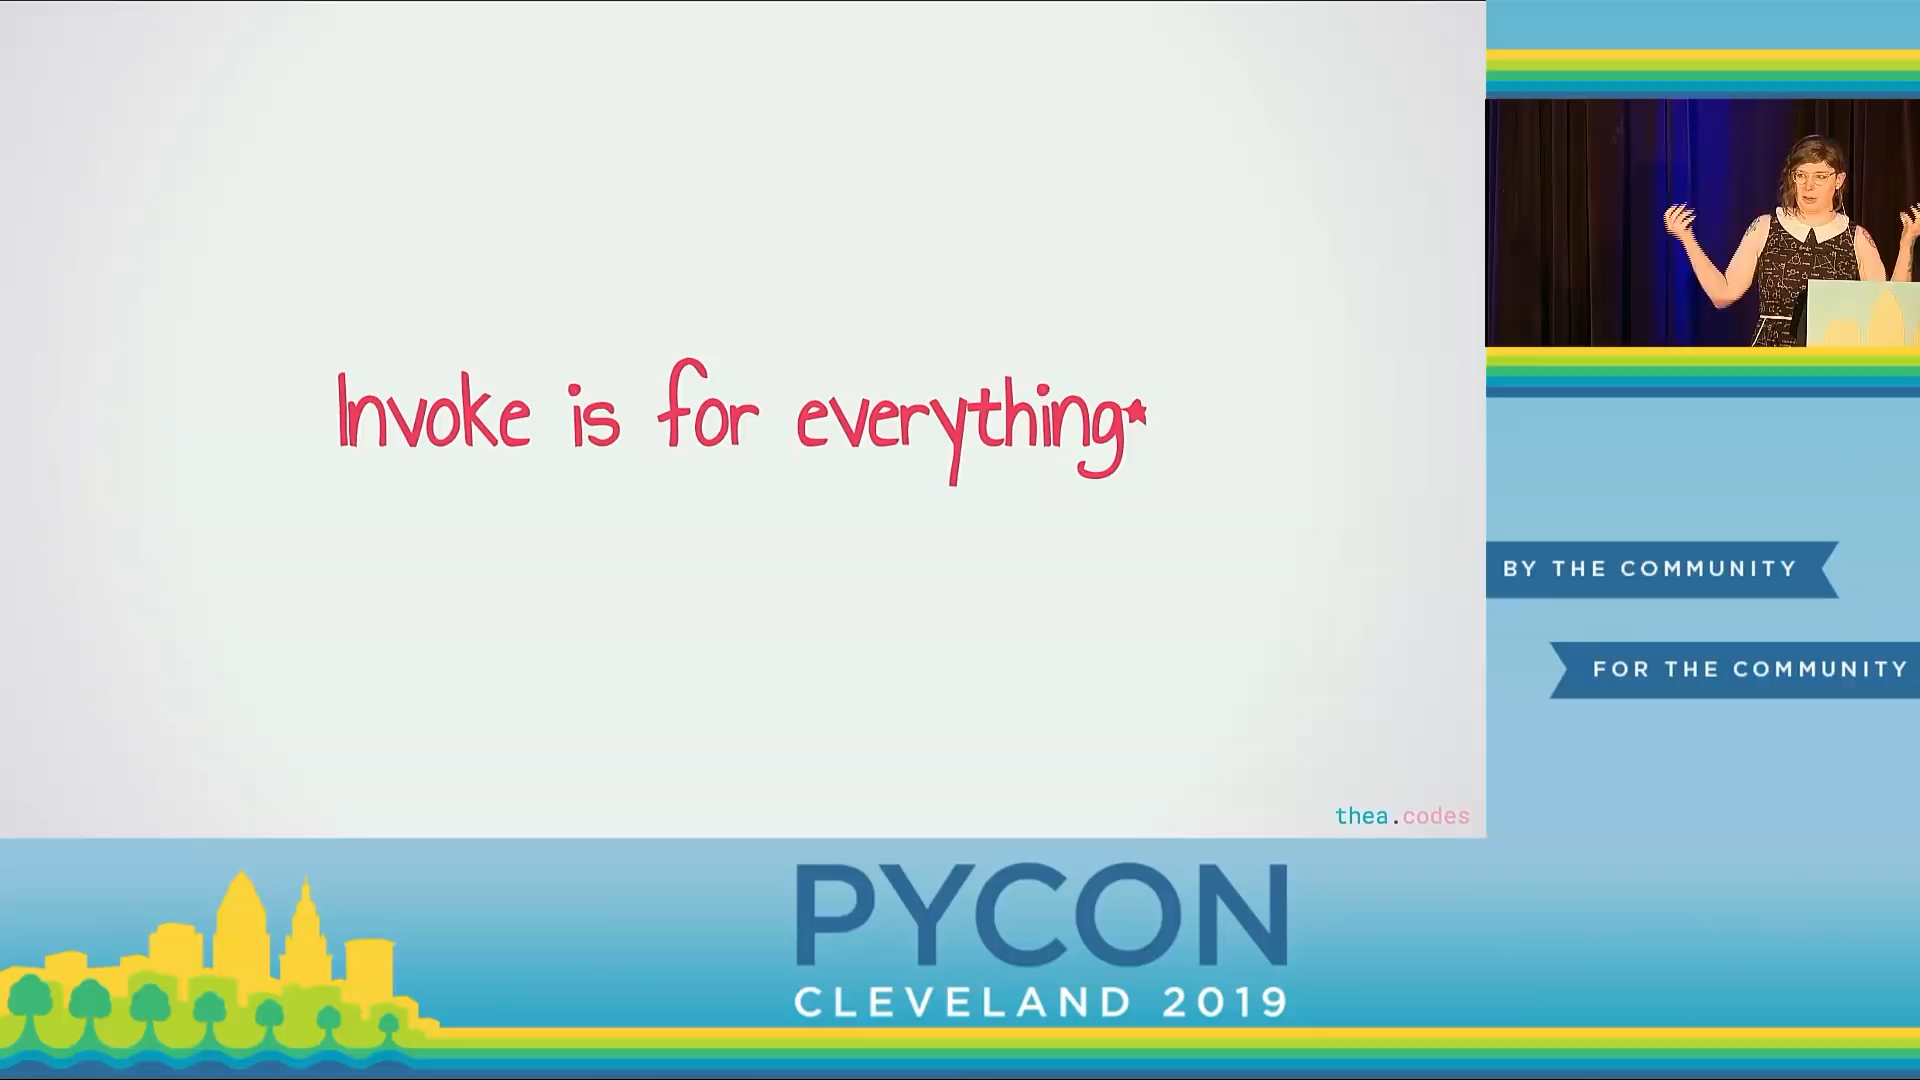 Invoke is for everything*
thea.codes
BY THE COMMUNITY
FOR THE COMMUNITY
PYCON
CLEVELAND 2019